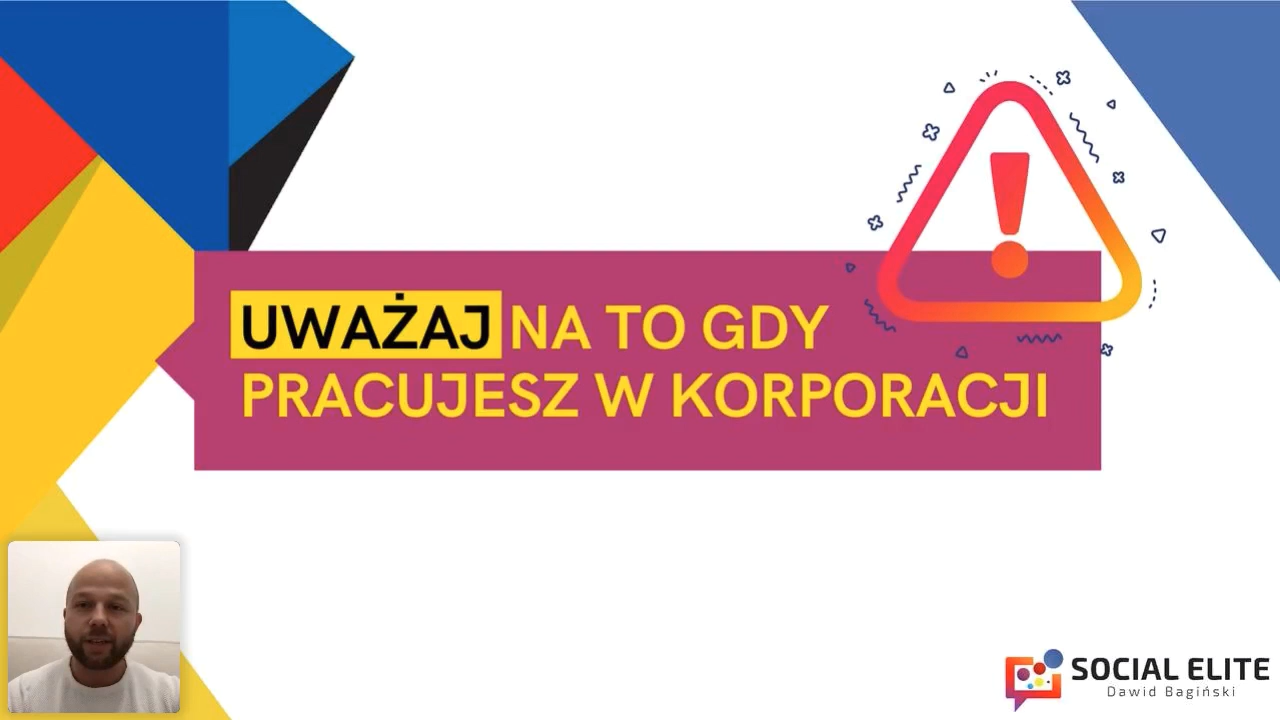 UWAŻAJ NA TO GDY
PRACUJESZ W KORPORACJI
SOCIAL ELITE
Dawid Bagiński